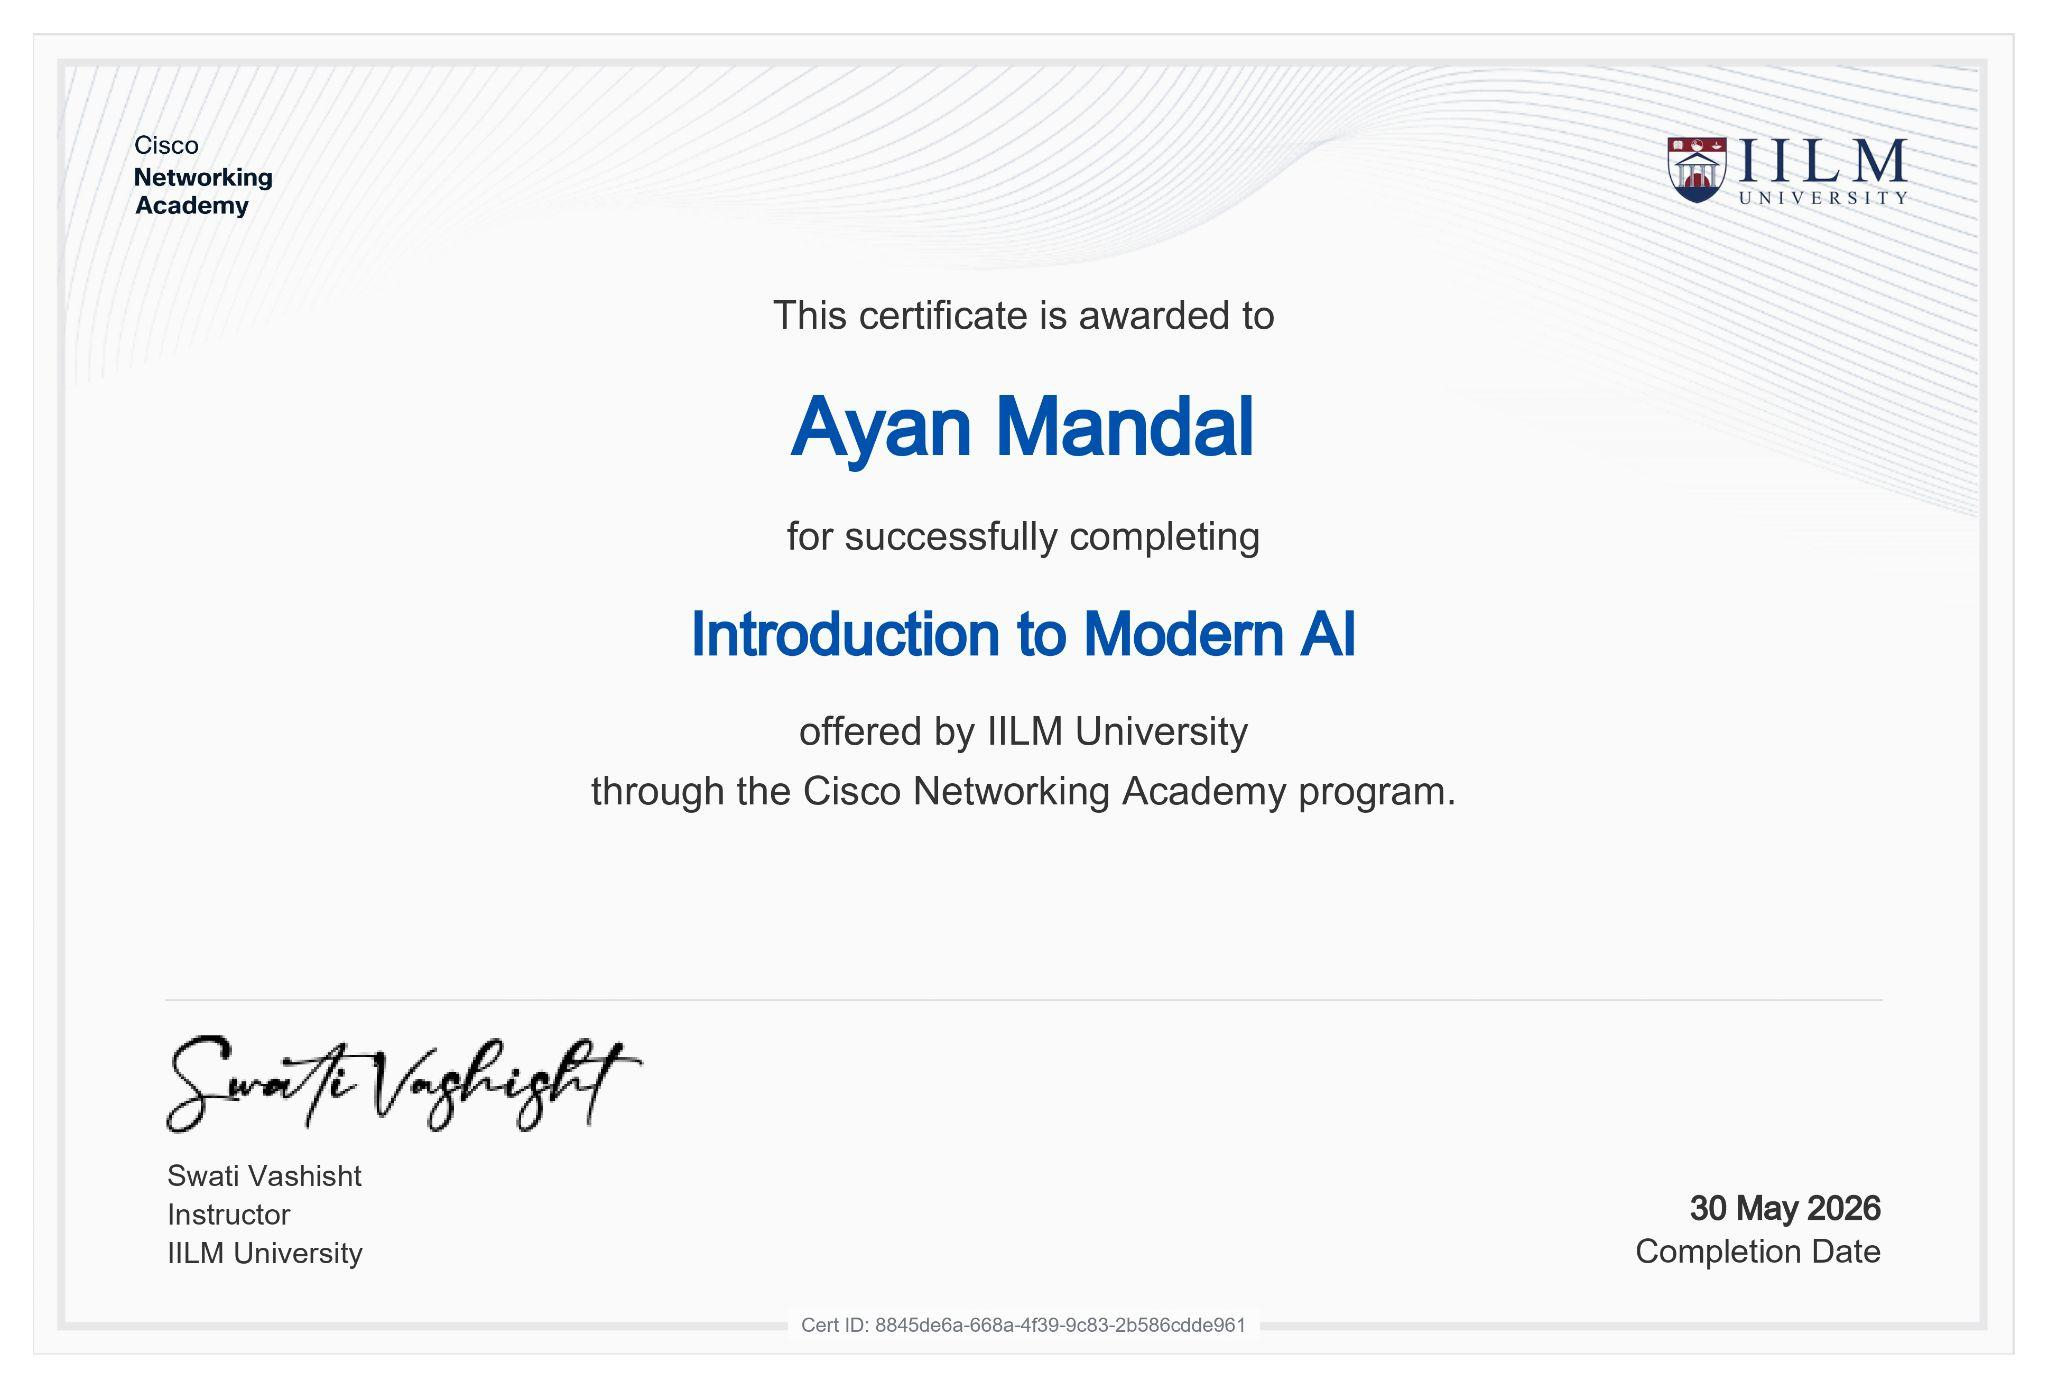 Cisco
Networking
Academy
IILM
UNIVERSITY
This certificate is awarded to
Ayan Mandal
for successfully completing
Introduction to Modern AI
offered by IILM University
through the Cisco Networking Academy program.
Swati Vashisht
Swati Vashisht
Instructor
IILM University
30 May 2026
Completion Date
Cert ID: 8845de6a-668a-4f39-9c83-2b586cdde961